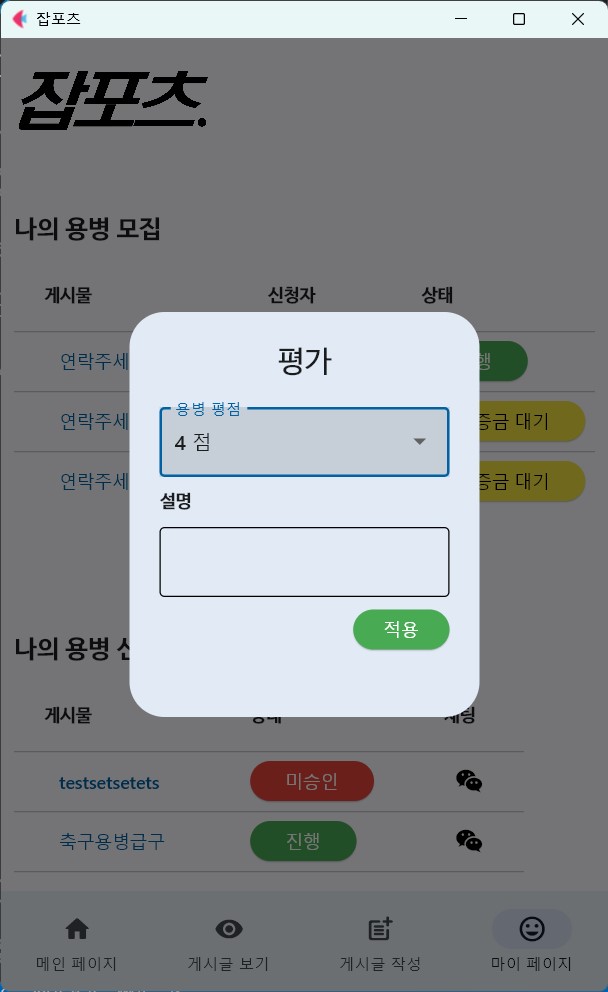 잡포츠
잡포츠.
나의 용병 모집
게시물 신청자 상태
평가
연락주세 행
용병 평점
연락주세 증금 대기
4 점
연락주세 증금 대기
설명
적용
나의 용병 신
게시물 상태 채팅
testsetsetets 미승인
축구용병급구 진행
메인 페이지 게시글 보기 게시글 작성 마이 페이지